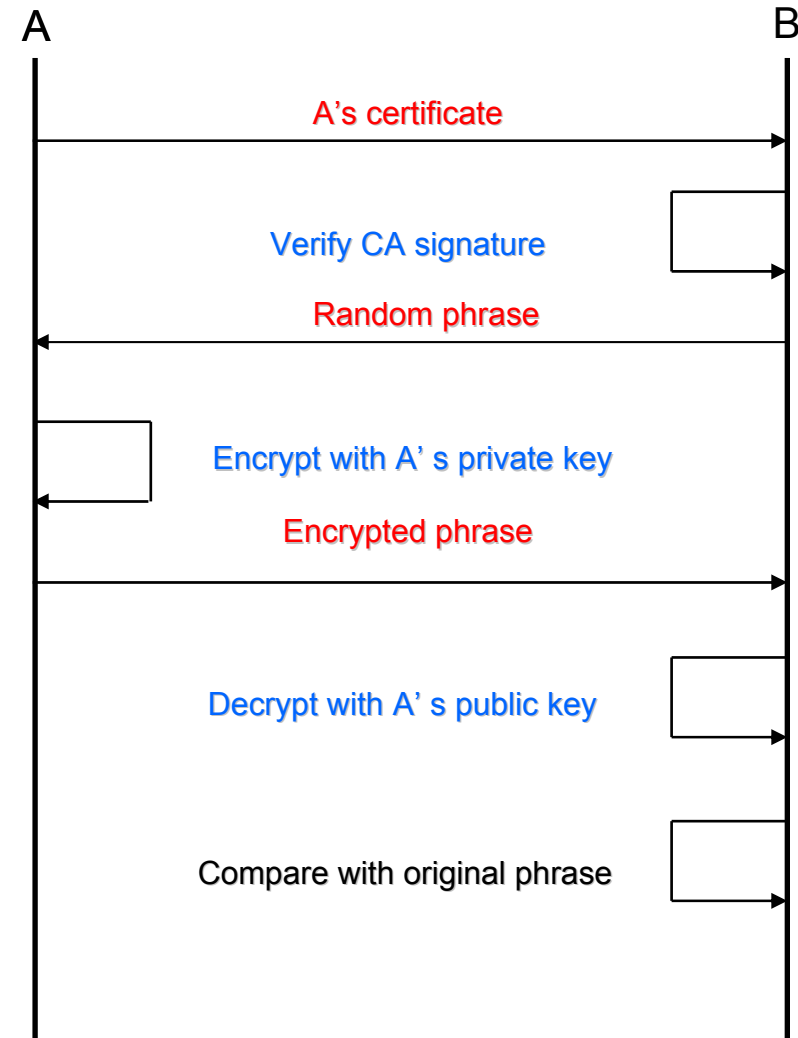 A
B
A’s certificate
Verify CA signature
Random phrase
Encrypt with A’ s private key
Encrypted phrase
Decrypt with A’ s public key
Compare with original phrase